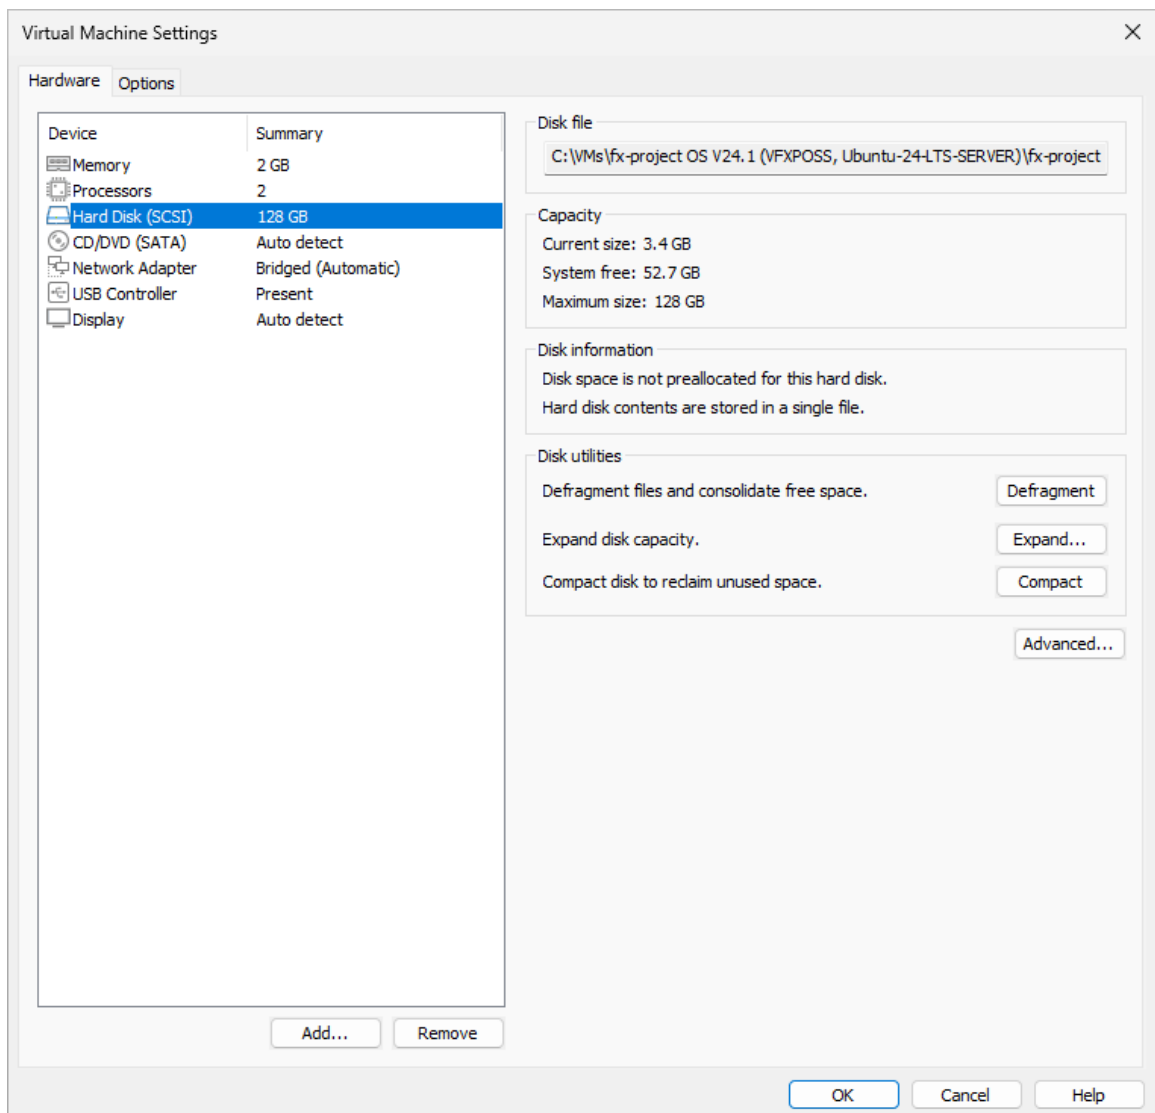 Virtual Machine Settings
Hardware Options
Device Summary
Memory 2 GB
Processors 2
Hard Disk (SCSI) 128 GB
CD/DVD (SATA) Auto detect
Network Adapter Bridged (Automatic)
USB Controller Present
Display Auto detect
Add... Remove
Disk file
C:\VMs\fx-project OS V24.1 (VFXPOSS, Ubuntu-24-LTS-SERVER)\fx-project
Capacity
Current size: 3.4 GB
System free: 52.7 GB
Maximum size: 128 GB
Disk information
Disk space is not preallocated for this hard disk.
Hard disk contents are stored in a single file.
Disk utilities
Defragment files and consolidate free space. Defragment
Expand disk capacity. Expand...
Compact disk to reclaim unused space. Compact
Advanced...
OK Cancel Help